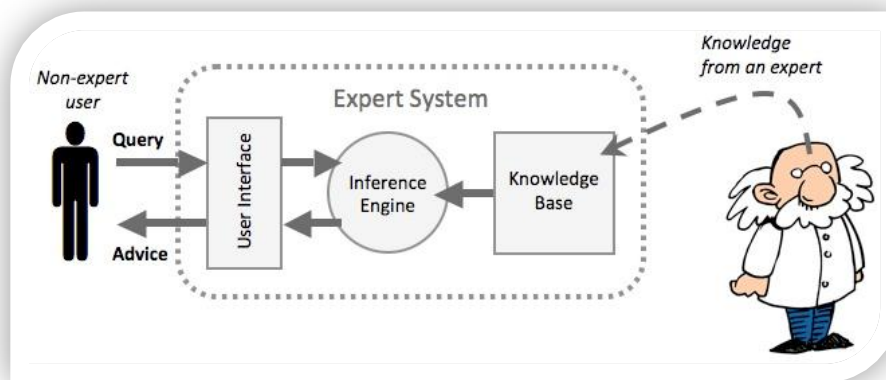 Knowledge
from an expert
Non-expert
user
Expert System
Query
User Interface
Inference
Engine
Knowledge
Base
Advice